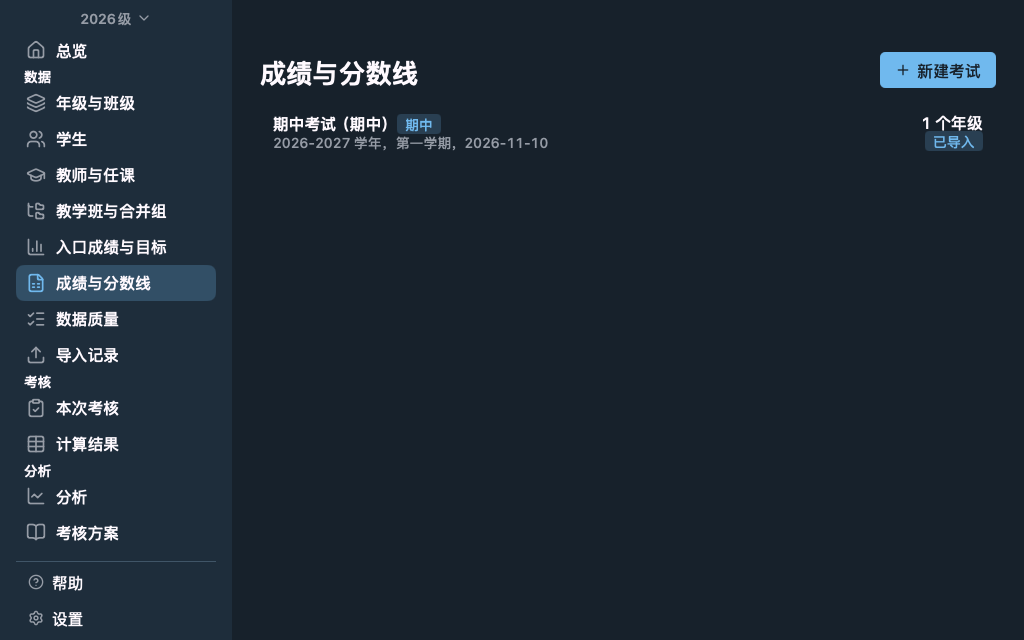 2026级
总览
数据
年级与班级
学生
教师与任课
教学班与合并组
入口成绩与目标
成绩与分数线
数据质量
导入记录
考核
本次考核
计算结果
分析
分析
考核方案
帮助
设置
成绩与分数线
+ 新建考试
期中考试（期中） 期中
2026-2027 学年，第一学期，2026-11-10
1 个年级
已导入